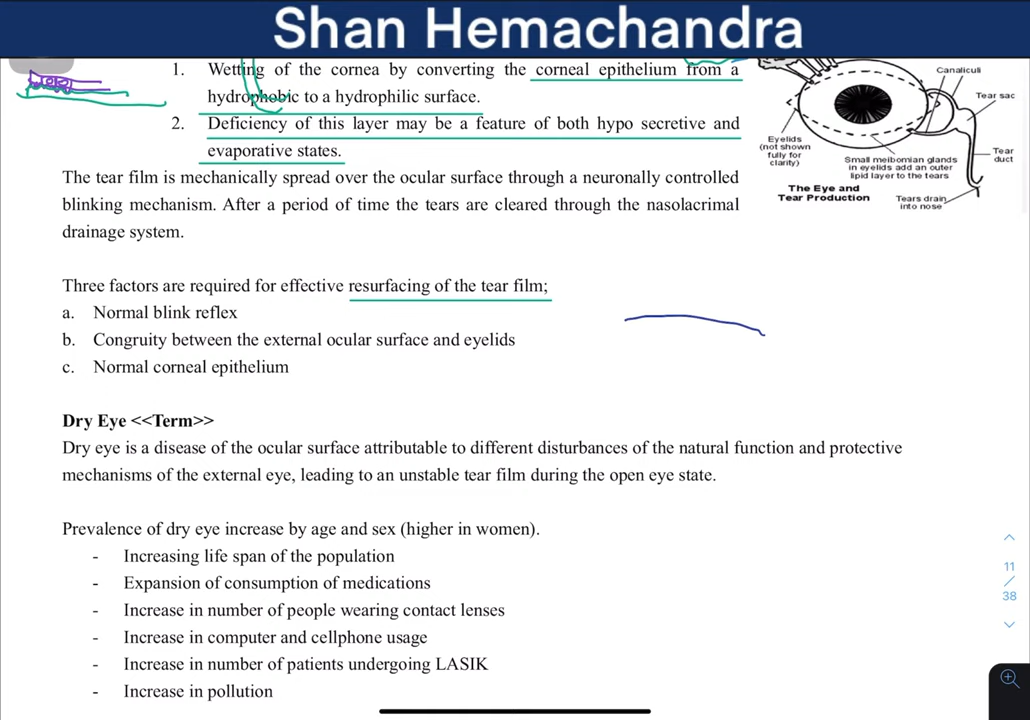 Shan Hemachandra
1. Wetting of the cornea by converting the corneal epithelium from a
hydrophobic to a hydrophilic surface.
2. Deficiency of this layer may be a feature of both hypo secretive and
evaporative states.
The tear film is mechanically spread over the ocular surface through a neuronally controlled
blinking mechanism. After a period of time the tears are cleared through the nasolacrimal
drainage system.
Canaliculi
Tear sac
Tear
duct
Eyelids
(not shown
fully for
clarity)
Small meibomian glands
in eyelids add an outer
lipid layer to the tears
The Eye and
Tear Production
Tears drain
into nose
Three factors are required for effective resurfacing of the tear film;
a. Normal blink reflex
b. Congruity between the external ocular surface and eyelids
c. Normal corneal epithelium
Dry Eye <<Term>>
Dry eye is a disease of the ocular surface attributable to different disturbances of the natural function and protective
mechanisms of the external eye, leading to an unstable tear film during the open eye state.
Prevalence of dry eye increase by age and sex (higher in women).
- Increasing life span of the population
- Expansion of consumption of medications
- Increase in number of people wearing contact lenses
- Increase in computer and cellphone usage
- Increase in number of patients undergoing LASIK
- Increase in pollution
11
/
38